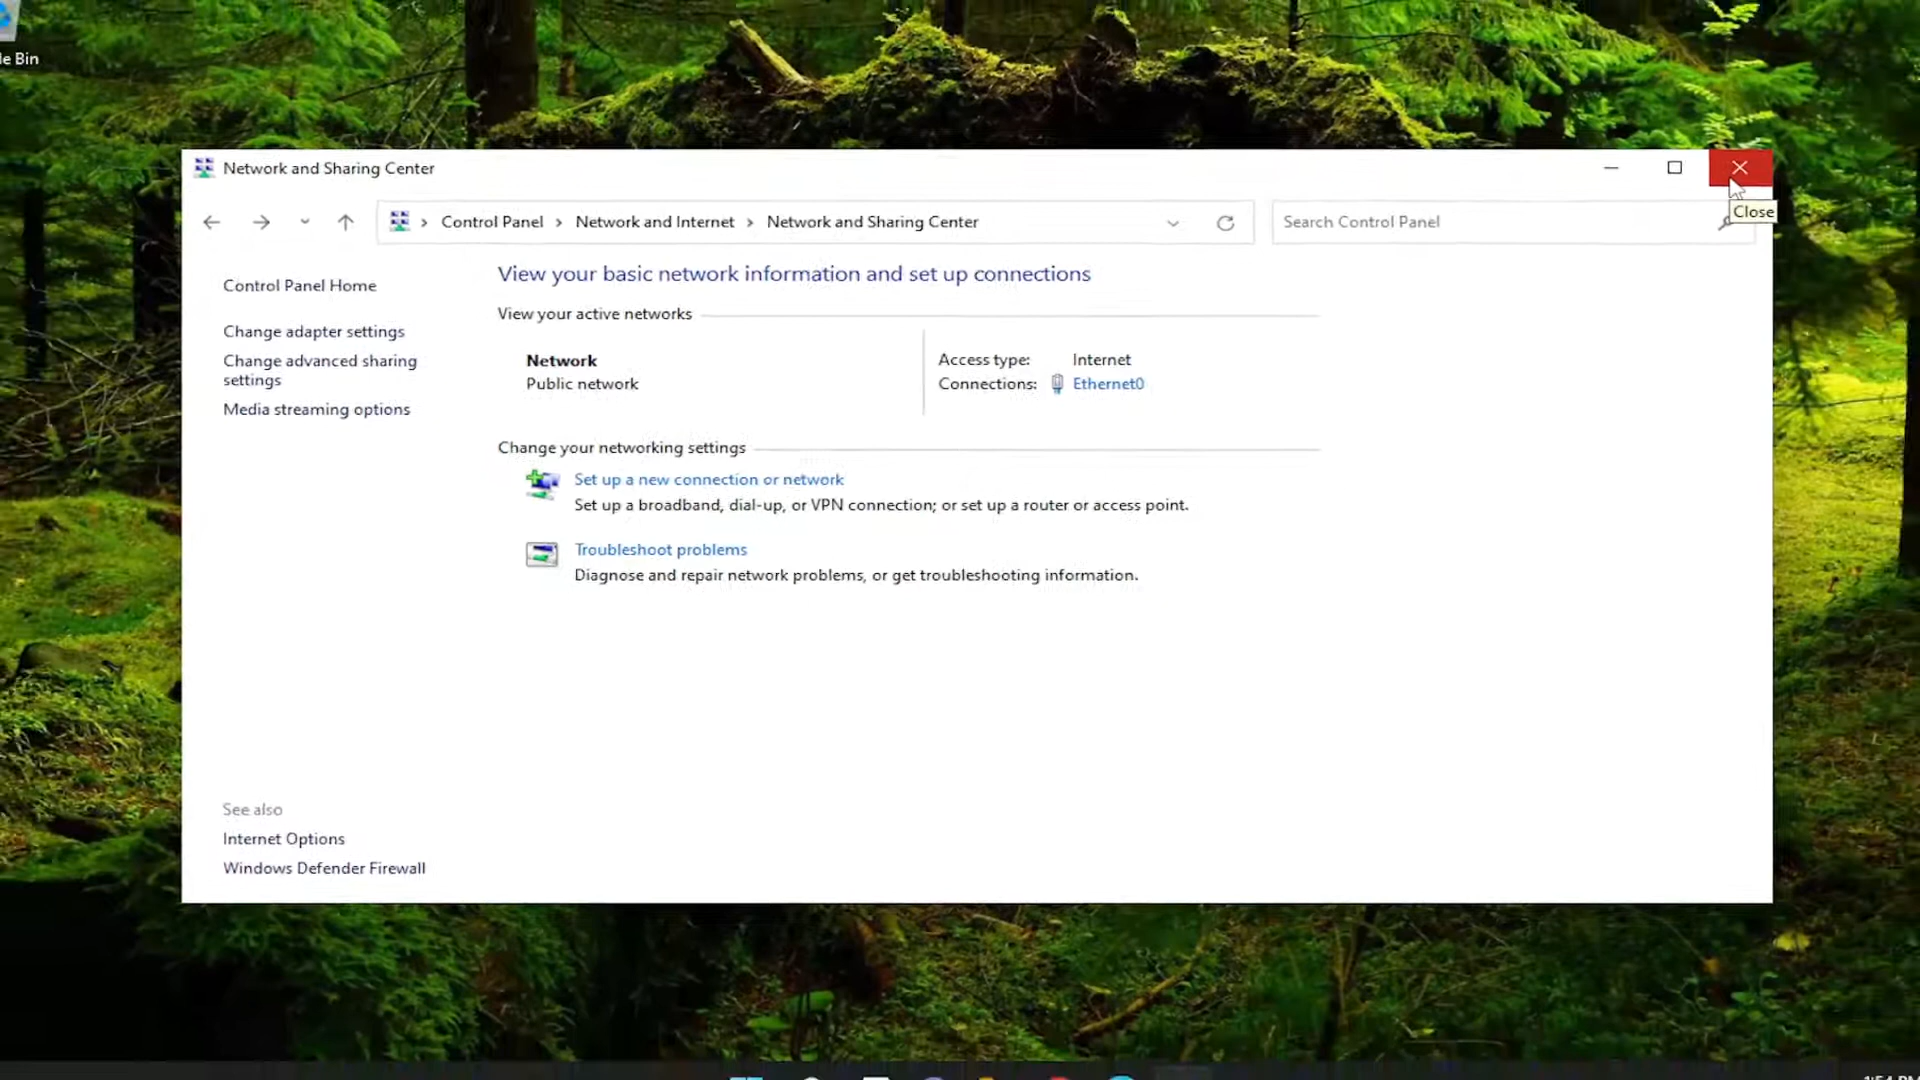 le Bin
Network and Sharing Center
Close
Control Panel > Network and Internet > Network and Sharing Center
Search Control Panel
Control Panel Home
Change adapter settings
Change advanced sharing
settings
Media streaming options
View your basic network information and set up connections
View your active networks
Network
Public network
Access type: Internet
Connections: Ethernet0
Change your networking settings
Set up a new connection or network
Set up a broadband, dial-up, or VPN connection; or set up a router or access point.
Troubleshoot problems
Diagnose and repair network problems, or get troubleshooting information.
See also
Internet Options
Windows Defender Firewall